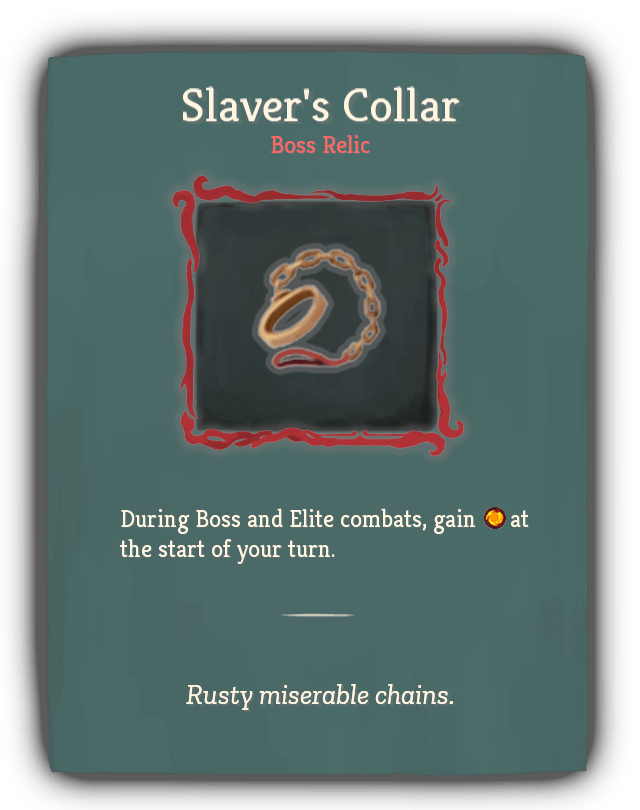 Slaver's Collar
Boss Relic
During Boss and Elite combats, gain at
the start of your turn.
Rusty miserable chains.